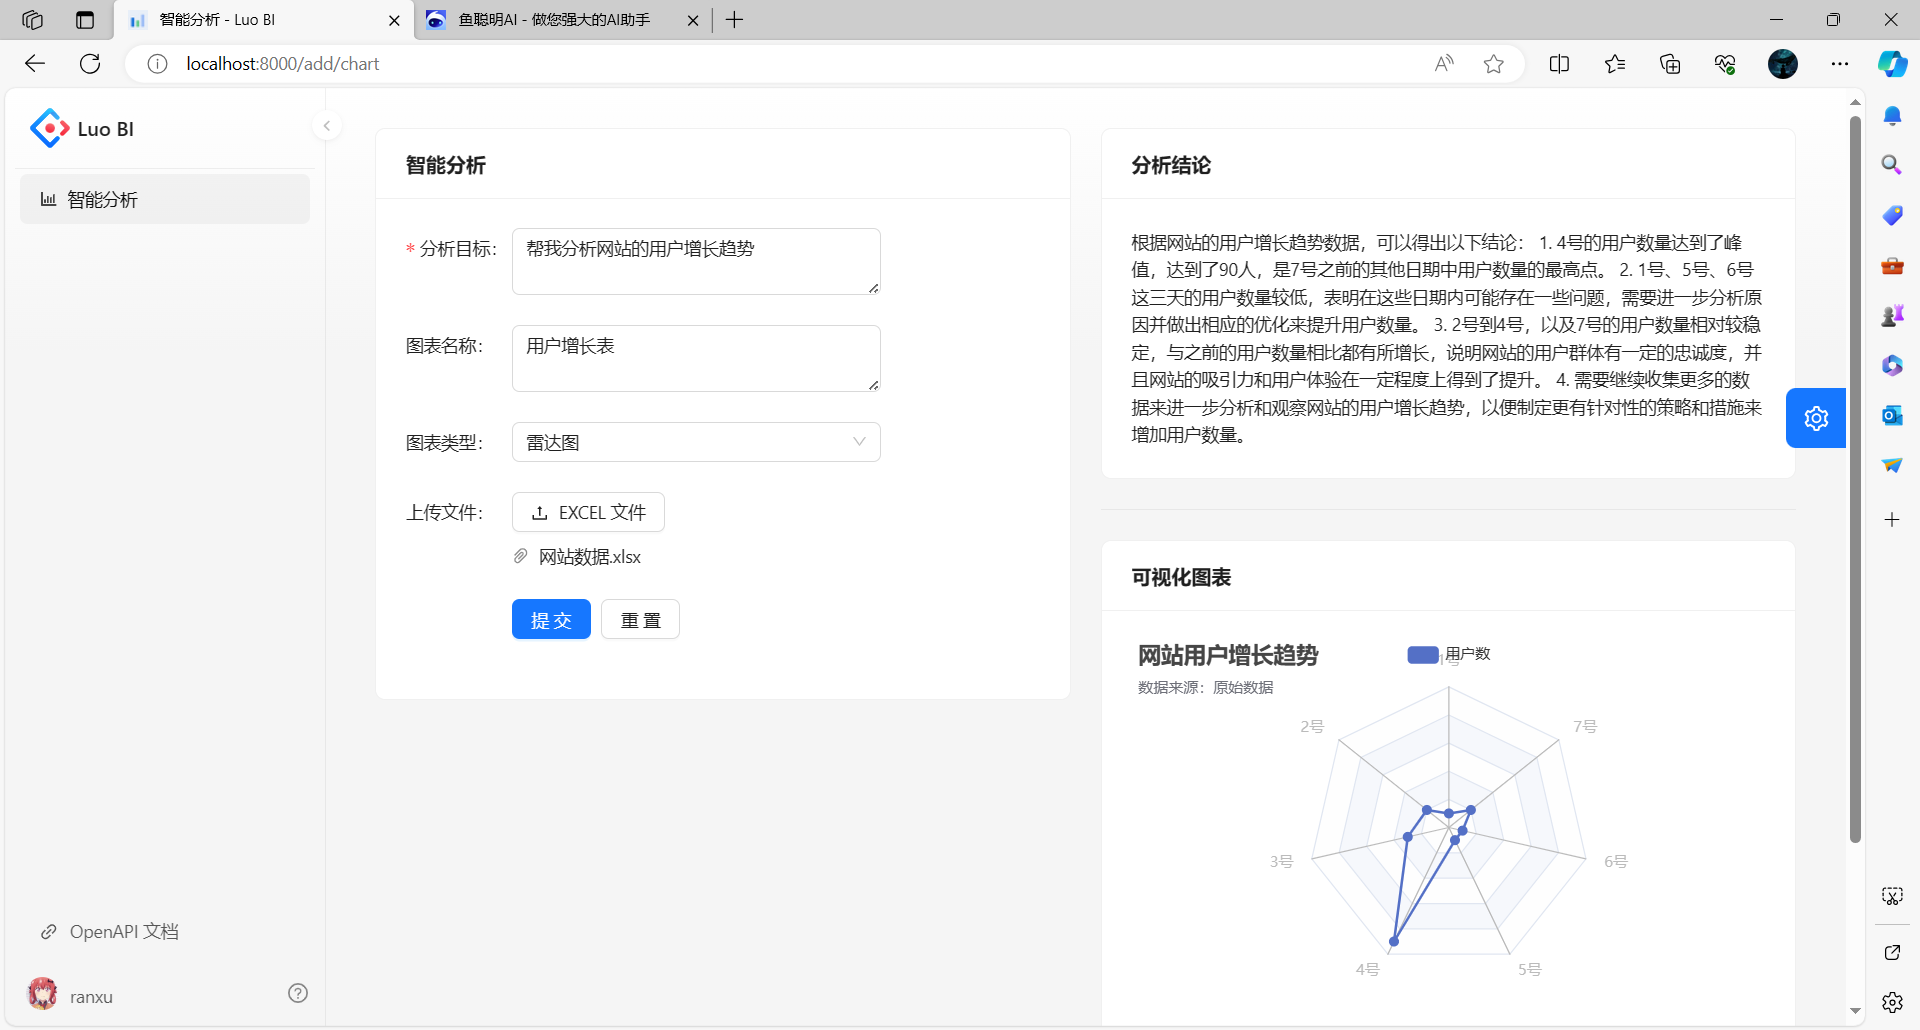 智能分析 - Luo BI
鱼聪明AI - 做您强大的AI助手
localhost:8000/add/chart
Luo BI
智能分析
OpenAPI 文档
ranxu
智能分析
* 分析目标:
帮我分析网站的用户增长趋势
图表名称:
用户增长表
图表类型:
雷达图
上传文件:
EXCEL 文件
网站数据.xlsx
提 交
重 置
分析结论
根据网站的用户增长趋势数据，可以得出以下结论： 1. 4号的用户数量达到了峰
值，达到了90人，是7号之前的其他日期中用户数量的最高点。 2. 1号、5号、6号
这三天的用户数量较低，表明在这些日期内可能存在一些问题，需要进一步分析原
因并做出相应的优化来提升用户数量。 3. 2号到4号，以及7号的用户数量相对较稳
定，与之前的用户数量相比都有所增长，说明网站的用户群体有一定的忠诚度，并
且网站的吸引力和用户体验在一定程度上得到了提升。 4. 需要继续收集更多的数
据来进一步分析和观察网站的用户增长趋势，以便制定更有针对性的策略和措施来
增加用户数量。
可视化图表
网站用户增长趋势
数据来源：原始数据
用户数
1号
2号
7号
3号
6号
4号
5号